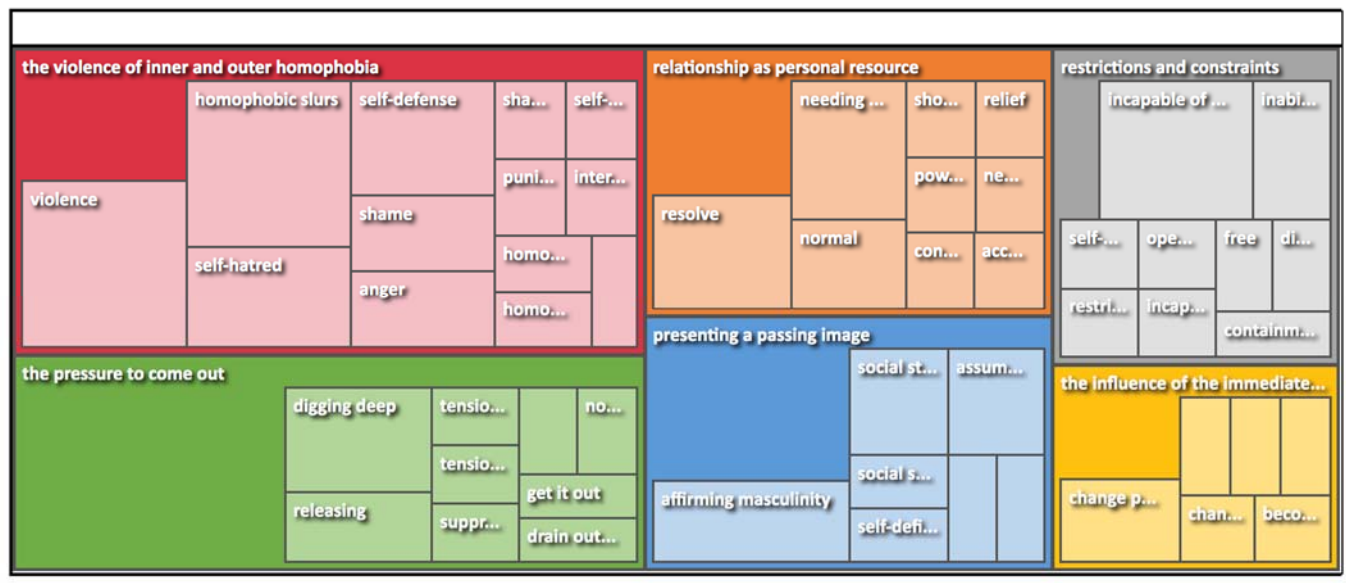 the violence of inner and outer homophobia
homophobic slurs
self-defense
sha...
self-...
puni...
inter...
violence
shame
self-hatred
anger
homo...
homo...
relationship as personal resource
needing ...
sho...
relief
pow...
ne...
resolve
normal
con...
acc...
restrictions and constraints
incapable of ...
inabi...
self-...
ope...
free
di...
restri...
incap...
containm...
the pressure to come out
digging deep
tensio...
no...
tensio...
releasing
suppr...
get it out
drain out...
presenting a passing image
social st...
assum...
social s...
affirming masculinity
self-defi...
the influence of the immediate...
change p...
chan...
beco...